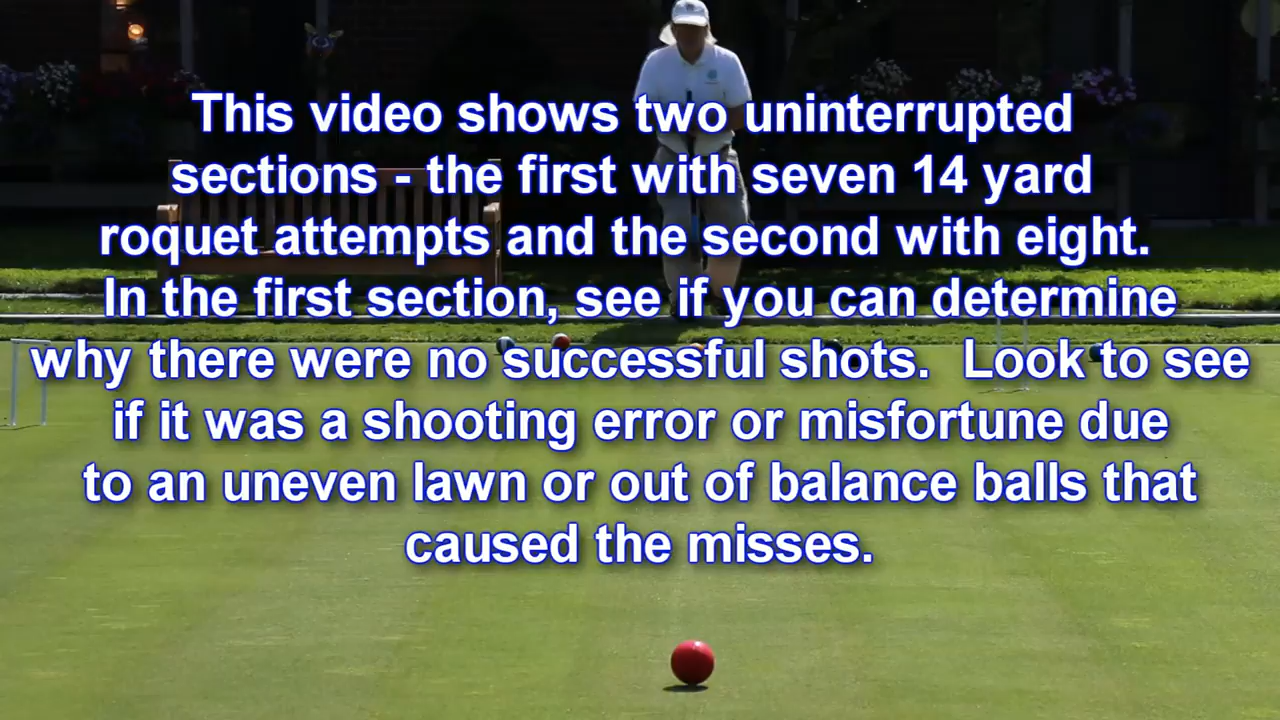 This video shows two uninterrupted
sections - the first with seven 14 yard
roquet attempts and the second with eight.
In the first section, see if you can determine
why there were no successful shots.  Look to see
if it was a shooting error or misfortune due
to an uneven lawn or out of balance balls that
caused the misses.